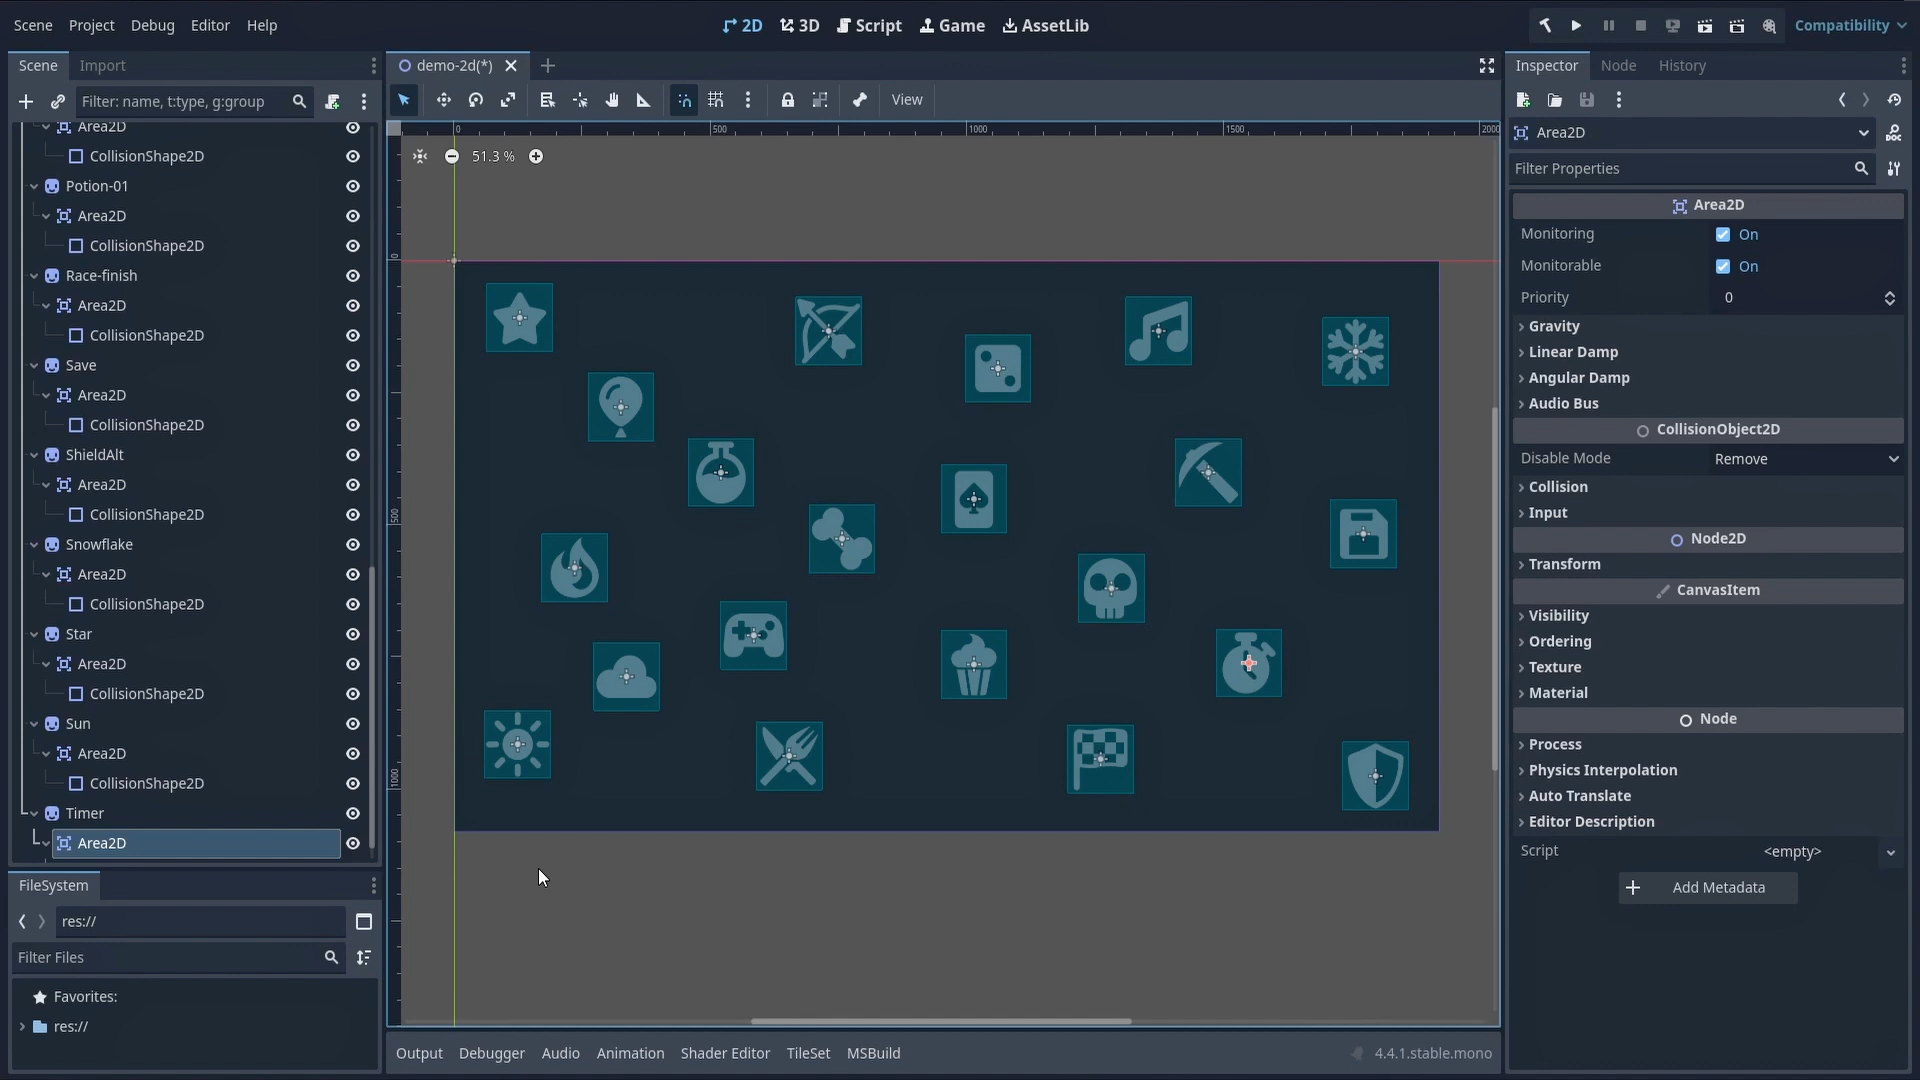 Scene Project Debug Editor Help 2D 3D Script Game AssetLib Compatibility
Scene Import
Filter: name, t:type, g:group
Area2D
CollisionShape2D
Potion-01
Area2D
CollisionShape2D
Race-finish
Area2D
CollisionShape2D
Save
Area2D
CollisionShape2D
ShieldAlt
Area2D
CollisionShape2D
Snowflake
Area2D
CollisionShape2D
Star
Area2D
CollisionShape2D
Sun
Area2D
CollisionShape2D
Timer
Area2D
FileSystem
res://
Filter Files
Favorites:
res://
demo-2d(*)
View
0 500 1000 1500 2000
51.3 %
0
500
1000
Output Debugger Audio Animation Shader Editor TileSet MSBuild 4.4.1.stable.mono
Inspector Node History
Area2D
Filter Properties
Area2D
Monitoring On
Monitorable On
Priority 0
Gravity
Linear Damp
Angular Damp
Audio Bus
CollisionObject2D
Disable Mode Remove
Collision
Input
Node2D
Transform
CanvasItem
Visibility
Ordering
Texture
Material
Node
Process
Physics Interpolation
Auto Translate
Editor Description
Script <empty>
Add Metadata